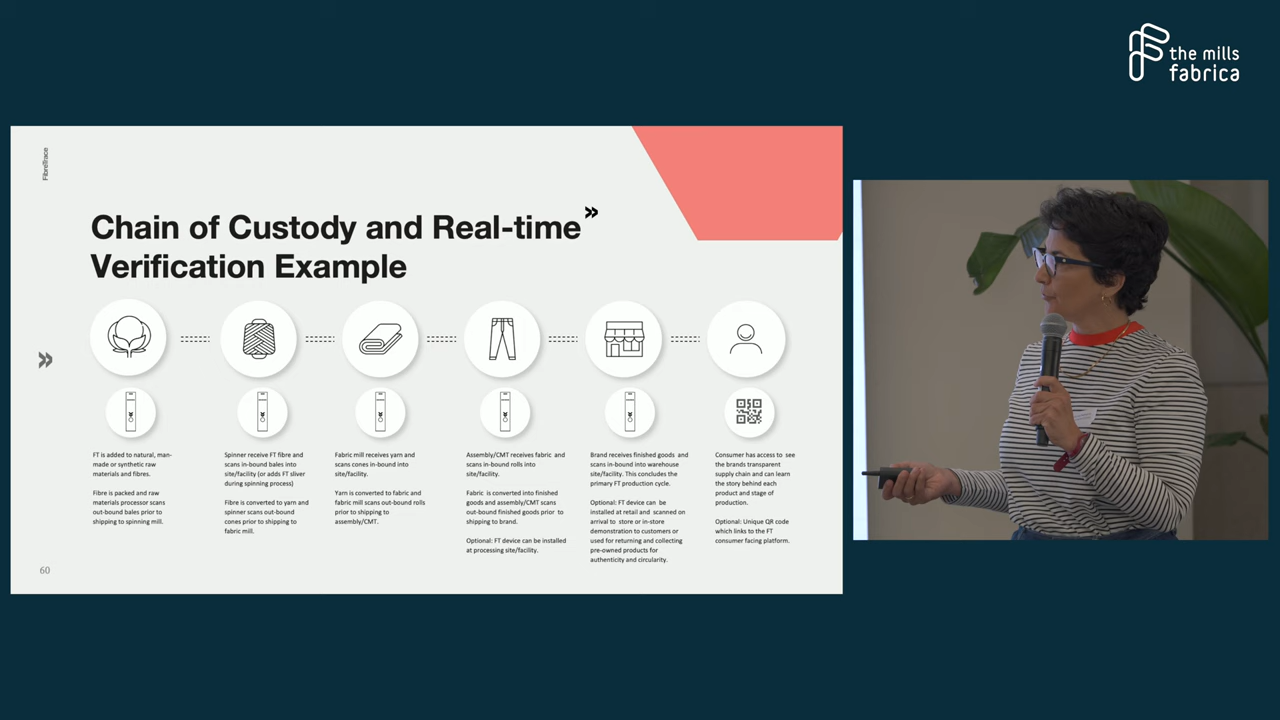 the mills
fabrica
FibreTrace
Chain of Custody and Real-time
Verification Example
FT is added to natural, man-
made or synthetic raw
materials and fibres.
Fibre is packed and raw
materials processor scans
out-bound bales prior to
shipping to spinning mill.
Spinner receive FT fibre and
scans in-bound bales into
site/facility (or adds FT sliver
during spinning process)
Fibre is converted to yarn and
spinner scans out-bound
cones prior to shipping to
fabric mill.
Fabric mill receives yarn and
scans cones in-bound into
site/facility.
Yarn is converted to fabric and
fabric mill scans out-bound rolls
prior to shipping to
assembly/CMT.
Assembly/CMT receives fabric and
scans in-bound rolls into
site/facility.
Fabric is converted into finished
goods and assembly/CMT scans
out-bound finished goods prior to
shipping to brand.
Optional: FT device can be installed
at processing site/facility.
Brand receives finished goods and
scans in-bound into warehouse
site/facility. This concludes the
primary FT production cycle.
Optional: FT device can be
installed at retail and scanned on
arrival to store or in-store
demonstration to customers or
used for returning and collecting
pre-owned products for
authenticity and circularity.
Consumer has access to see
the brands transparent
supply chain and can learn
the story behind each
product and stage of
production.
Optional: Unique QR code
which links to the FT
consumer facing platform.
60